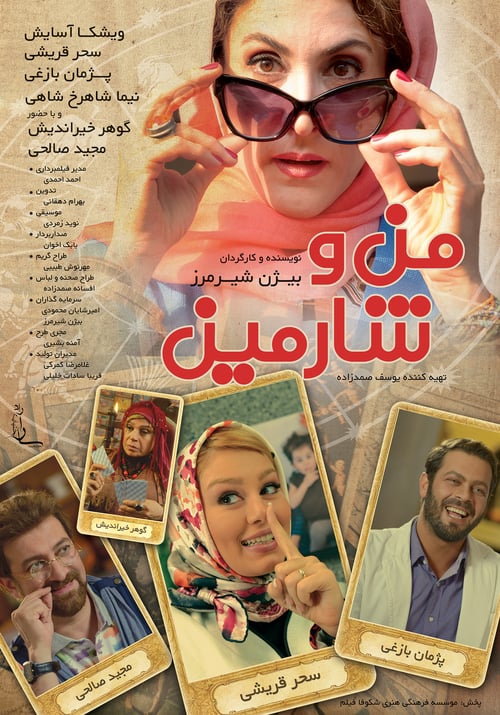 ویشکا آسایش
سحر قریشی
پژمان بازغی
نیما شاهرخ شاهی
و با حضور
گوهر خیراندیش
مجید صالحی
مدیر فیلمبرداری •
احمد احمدی
تدوین •
بهرام دهقانی
موسیقی •
نوید زمردی
صدابردار •
بابک اخوان
طراح گریم •
مهرنوش طبیبی
طراح صحنه و لباس •
افسانه صمدزاده
سرمایه گذاران •
امیرشایان محمودی
بیژن شیرمرز
مجری طرح •
آمنه بشیری
مدیران تولید •
غلامرضا گمرکی
فریبا سادات خلیلی
من و
نویسنده و کارگردان
بیژن شیرمرز
شارمین
تهیه کننده یوسف صمدزاده
گوهر خیراندیش
پژمان بازغی
سحر قریشی
مجید صالحی
پخش: موسسه فرهنگی هنری شکوفا فیلم